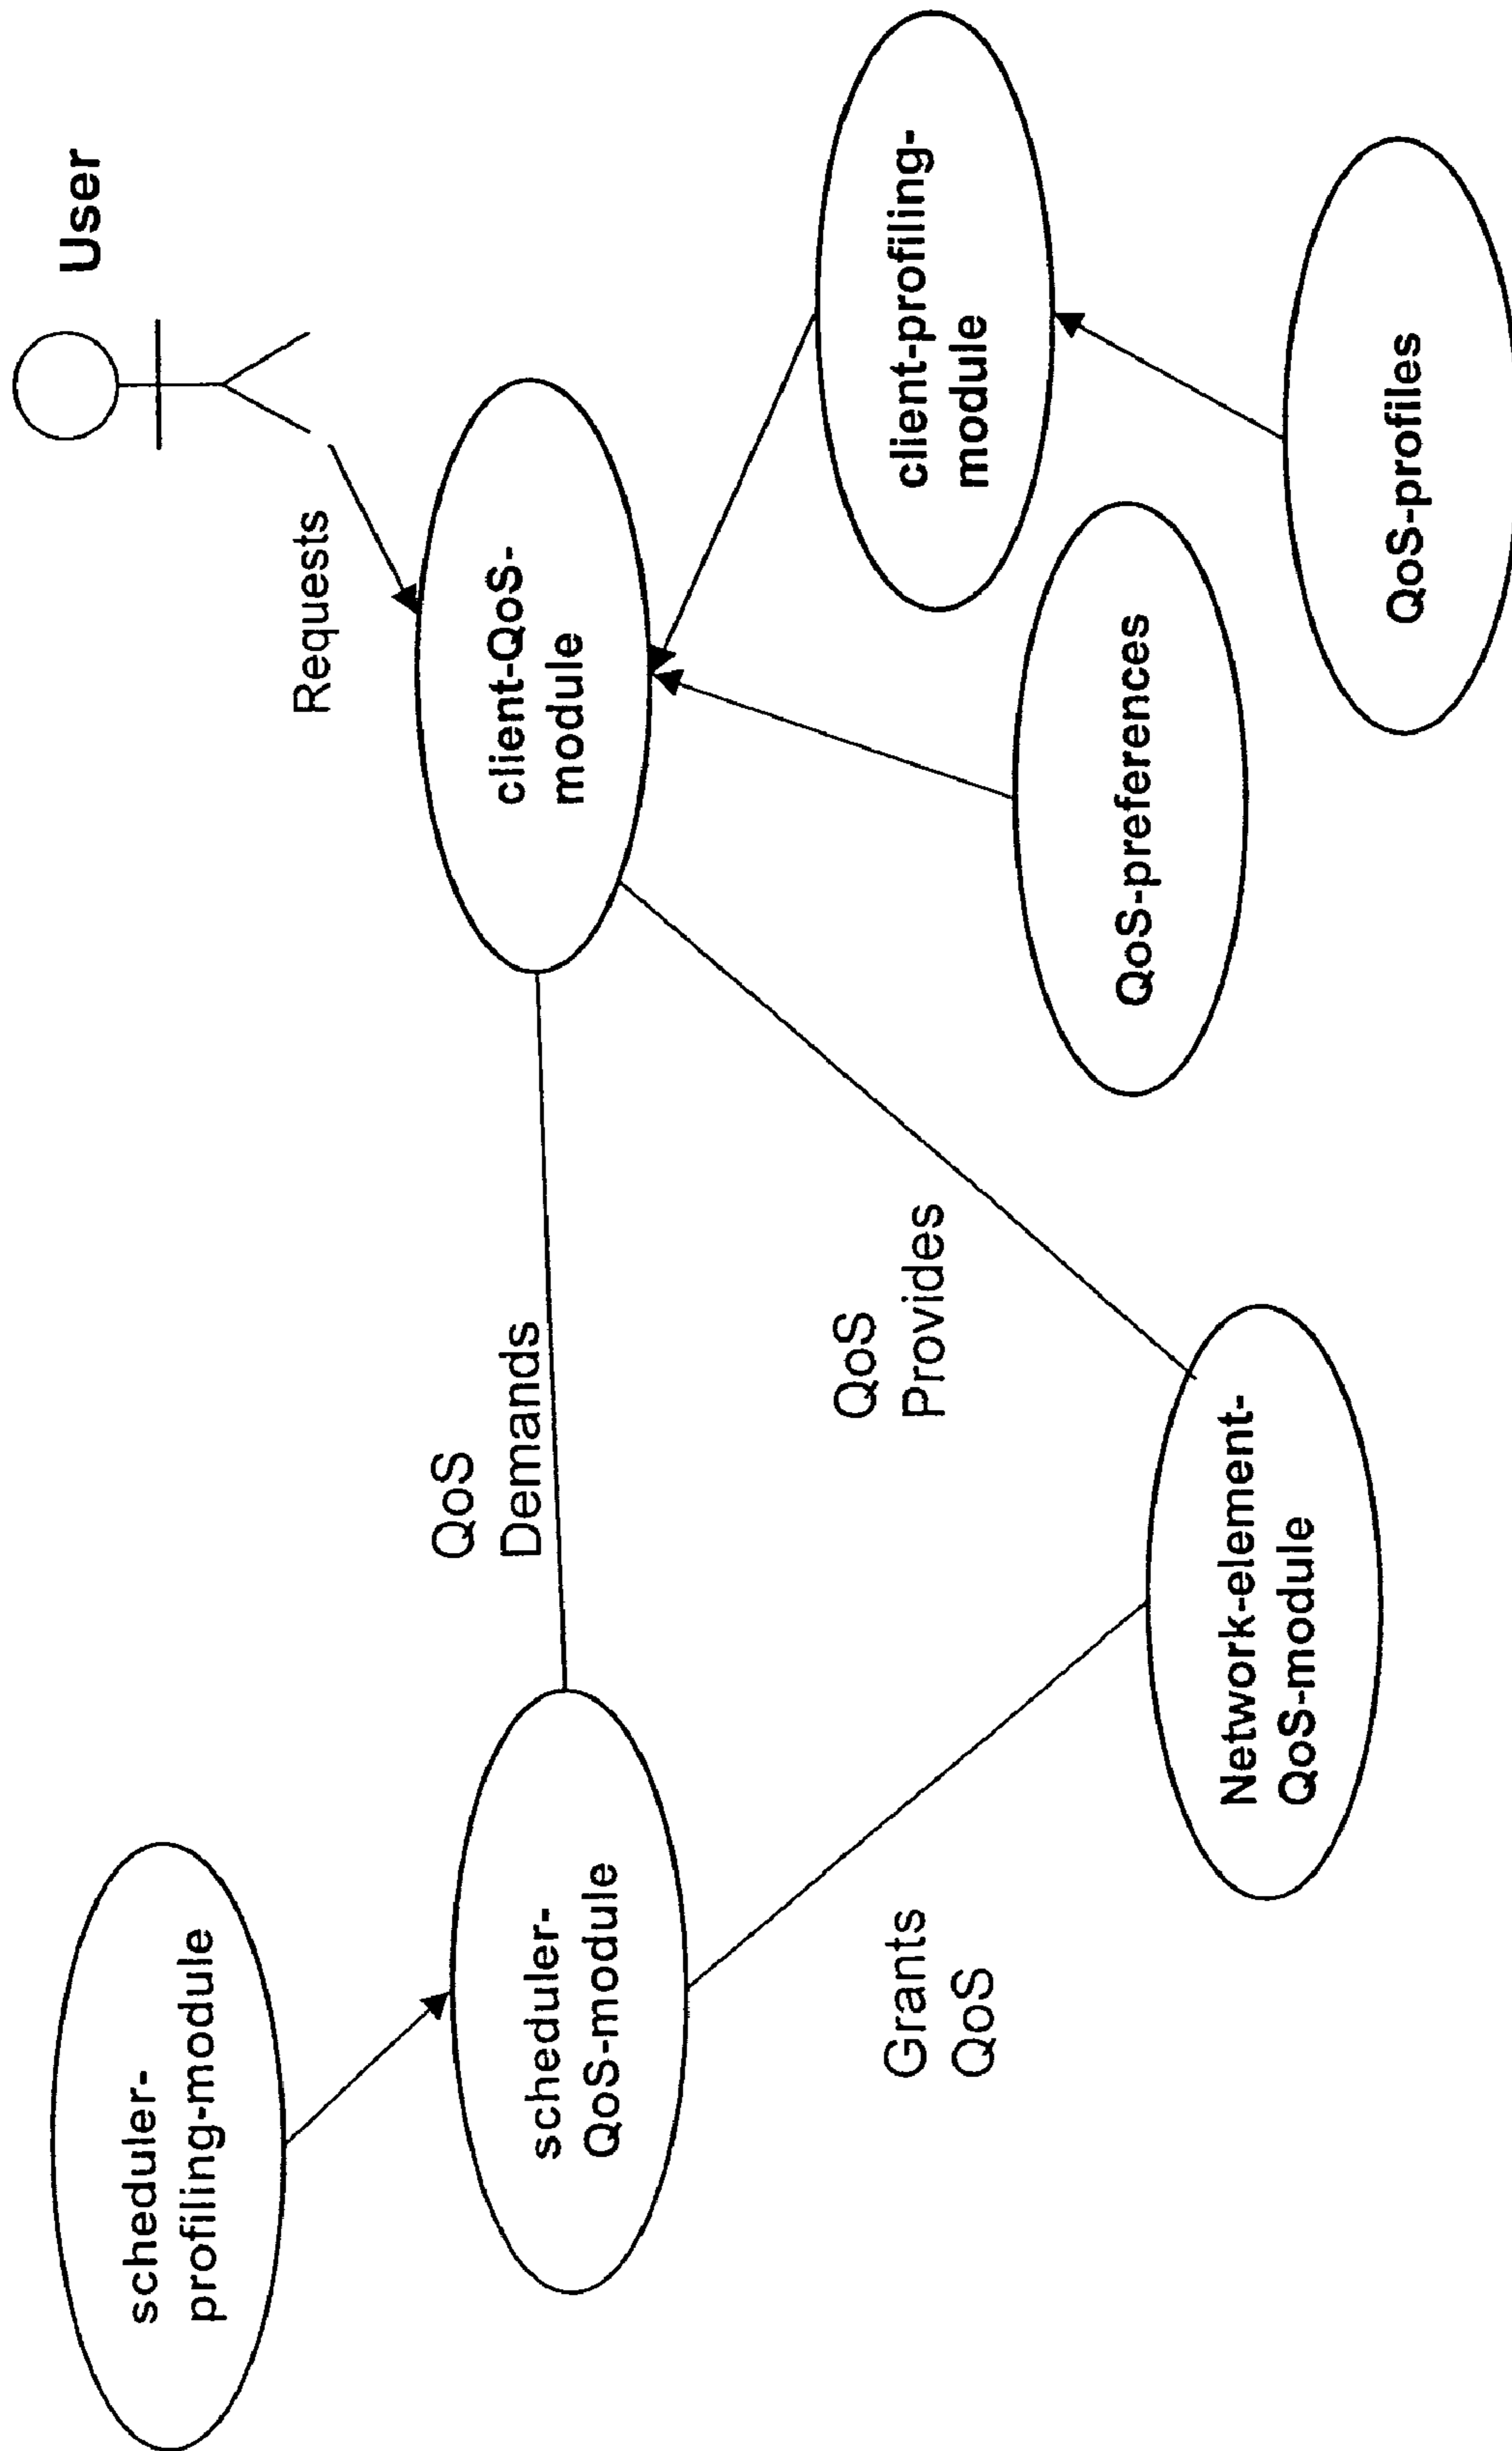 User
Requests
scheduler-
profiling-module
client-QoS-
module
QoS
Demands
scheduler-
QoS-module
client-profiling-
module
QoS
Provides
QoS-preferences
Grants
QoS
Network-element-
QoS-module
QoS-profiles